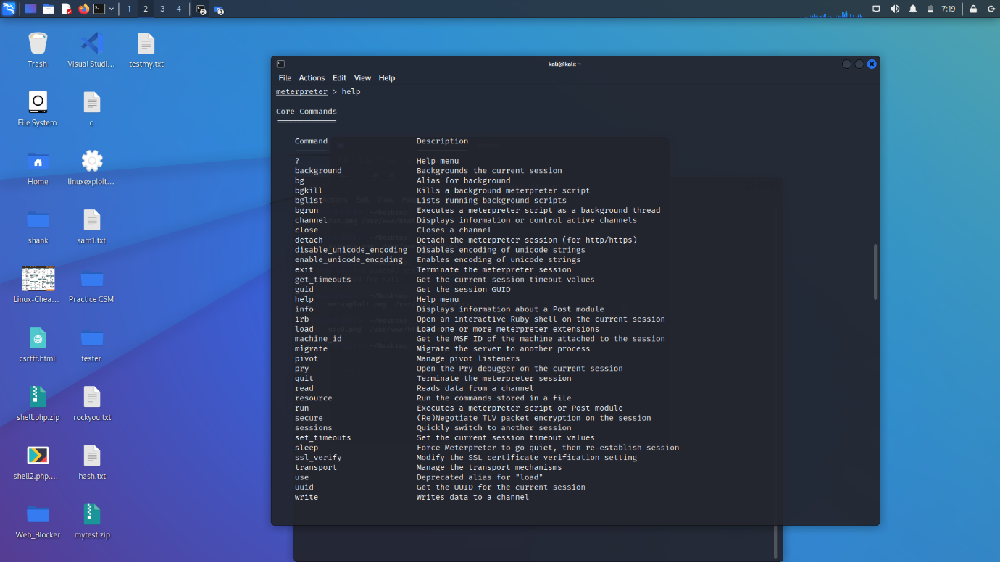 1 2 3 4 2 3 7:19
Trash
Visual Studi...
testmy.txt
File System
c
Home
linuxexploit...
shank
sam1.txt
Linux-Chea...
Practice CSM
csrfff.html
tester
shell.php.zip
rockyou.txt
shell2.php....
hash.txt
Web_Blocker
mytest.zip
kali@kali: ~
File Actions Edit View Help
meterpreter > help
Core Commands
Command Description
? Help menu
background Backgrounds the current session
bg Alias for background
bgkill Kills a background meterpreter script
bglist Lists running background scripts
bgrun Executes a meterpreter script as a background thread
channel Displays information or control active channels
close Closes a channel
detach Detach the meterpreter session (for http/https)
disable_unicode_encoding Disables encoding of unicode strings
enable_unicode_encoding Enables encoding of unicode strings
exit Terminate the meterpreter session
get_timeouts Get the current session timeout values
guid Get the session GUID
help Help menu
info Displays information about a Post module
irb Open an interactive Ruby shell on the current session
load Load one or more meterpreter extensions
machine_id Get the MSF ID of the machine attached to the session
migrate Migrate the server to another process
pivot Manage pivot listeners
pry Open the Pry debugger on the current session
quit Terminate the meterpreter session
read Reads data from a channel
resource Run the commands stored in a file
run Executes a meterpreter script or Post module
secure (Re)Negotiate TLV packet encryption on the session
sessions Quickly switch to another session
set_timeouts Set the current session timeout values
sleep Force Meterpreter to go quiet, then re-establish session
ssl_verify Modify the SSL certificate verification setting
transport Manage the transport mechanisms
use Deprecated alias for "load"
uuid Get the UUID for the current session
write Writes data to a channel